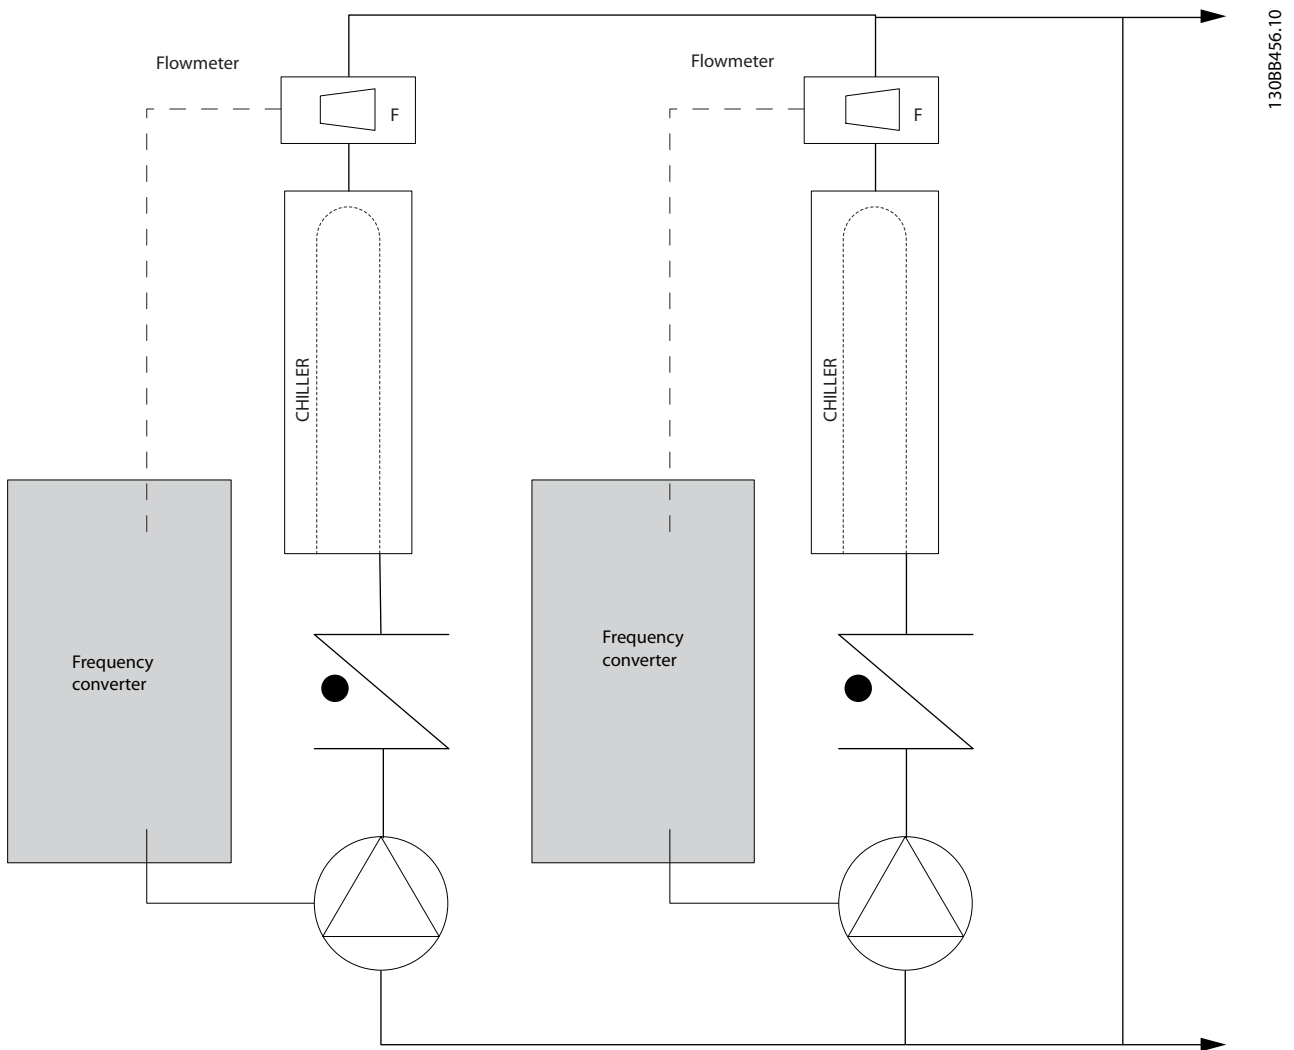 Flowmeter
Flowmeter
130BB456.10
F
F
CHILLER
CHILLER
Frequency
converter
Frequency
converter